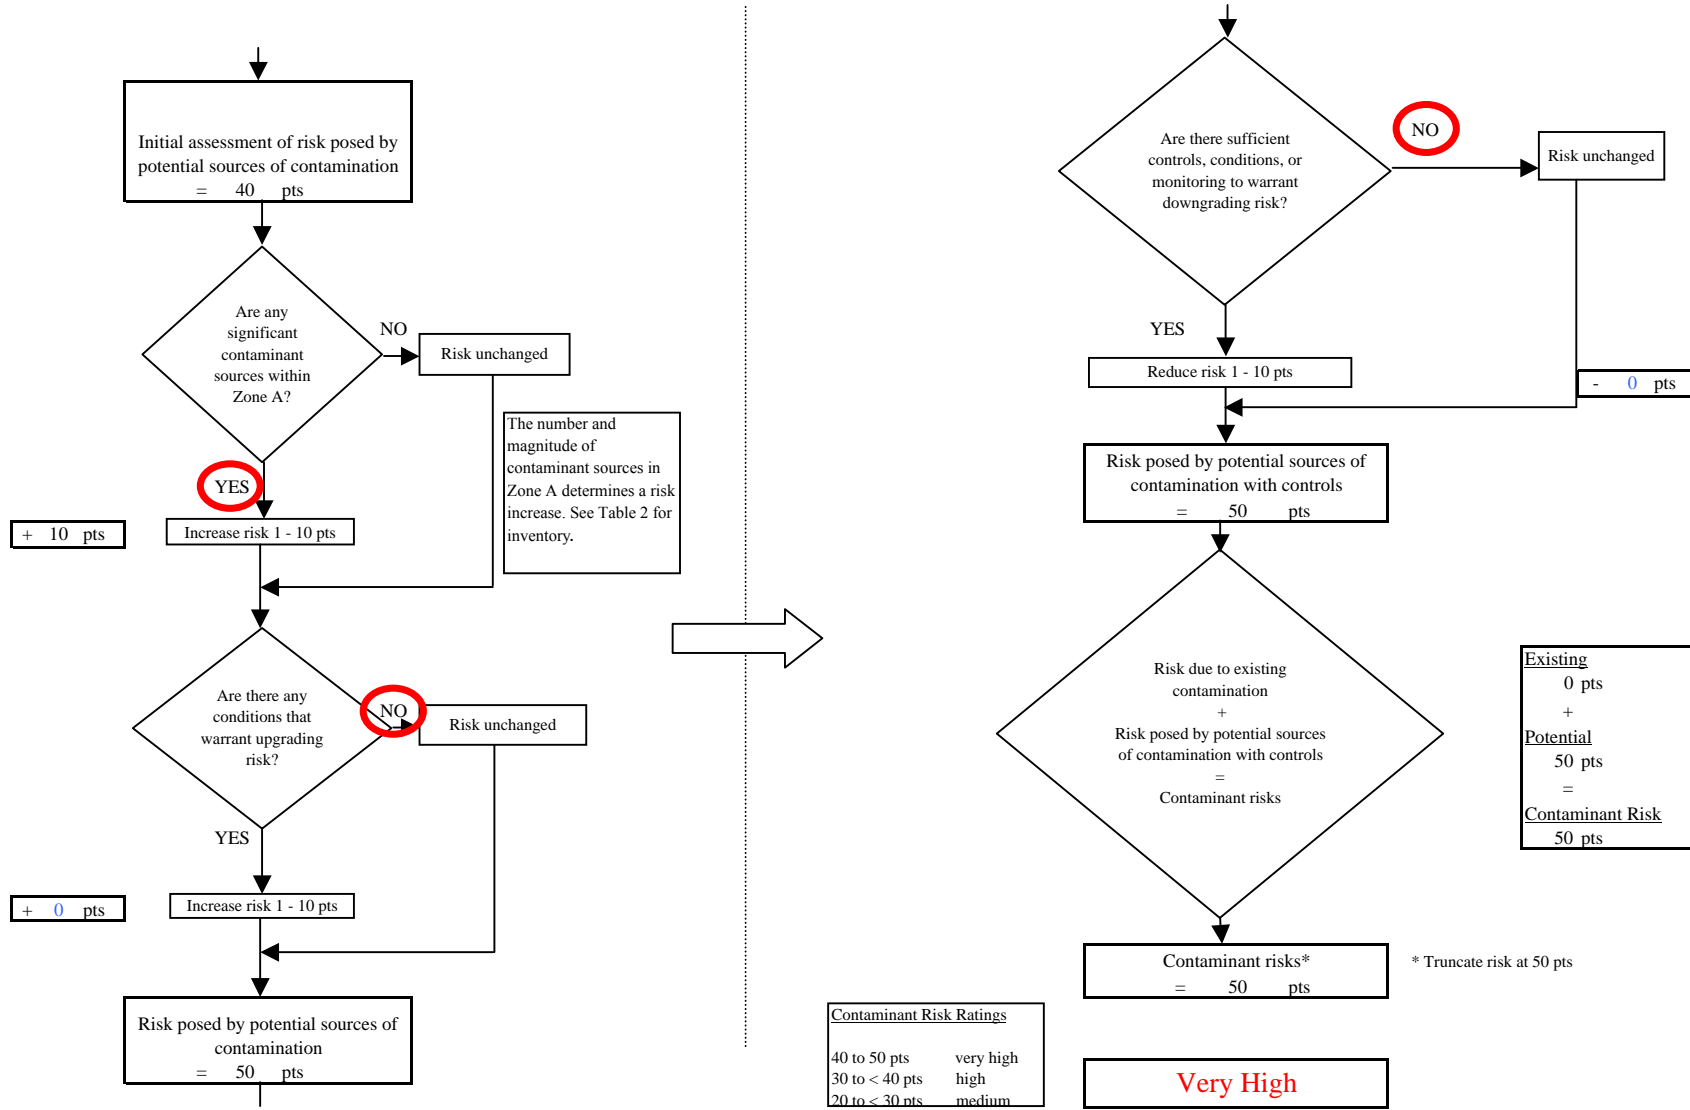 Initial assessment of risk posed by
potential sources of contamination
= 40 pts
Are any
significant
contaminant
sources within
Zone A?
NO
Risk unchanged
YES
The number and
magnitude of
contaminant sources in
Zone A determines a risk
increase. See Table 2 for
inventory.
+ 10 pts
Increase risk 1 - 10 pts
Are there any
conditions that
warrant upgrading
risk?
NO
Risk unchanged
YES
+ 0 pts
Increase risk 1 - 10 pts
Risk posed by potential sources of
contamination
= 50 pts
Are there sufficient
controls, conditions, or
monitoring to warrant
downgrading risk?
NO
Risk unchanged
YES
Reduce risk 1 - 10 pts
- 0 pts
Risk posed by potential sources of
contamination with controls
= 50 pts
Risk due to existing
contamination
+
Risk posed by potential sources
of contamination with controls
=
Contaminant risks
Existing
0 pts
+
Potential
50 pts
=
Contaminant Risk
50 pts
Contaminant risks*
= 50 pts
* Truncate risk at 50 pts
Contaminant Risk Ratings
40 to 50 pts very high
30 to < 40 pts high
20 to < 30 pts medium
Very High